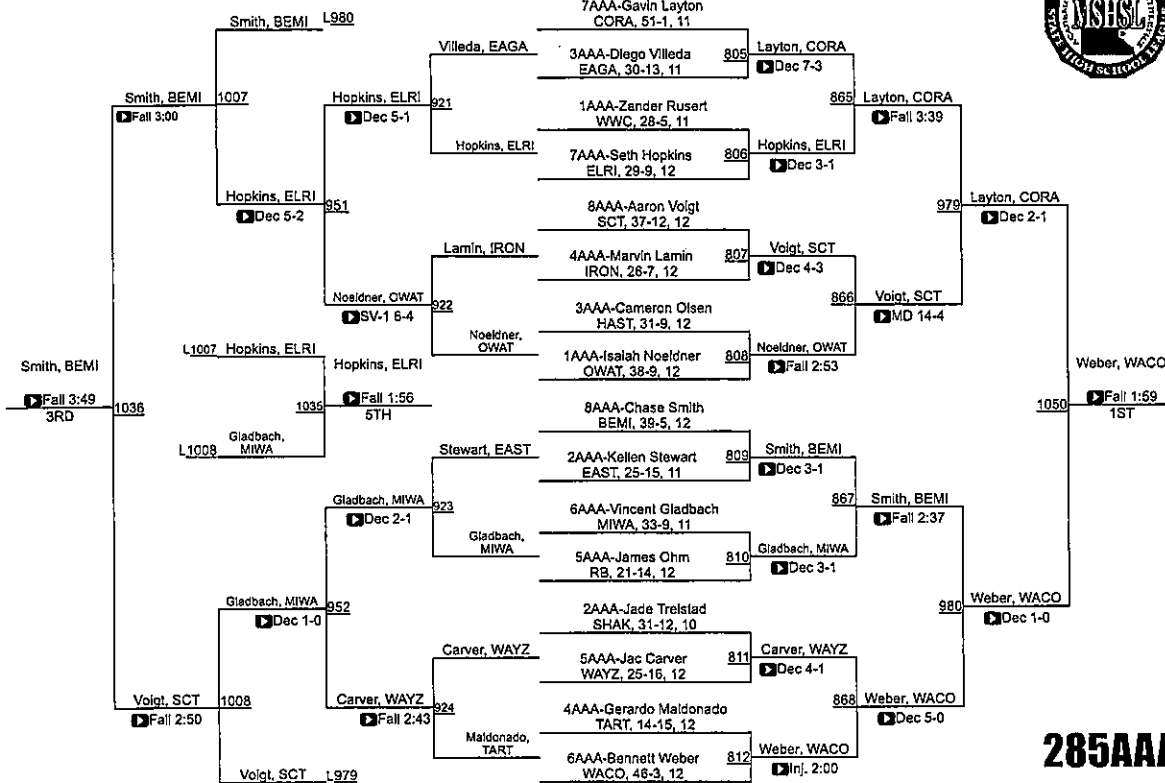 7AAA-Gavin Layton
CORA, 51-1, 11
3AAA-Diego Villeda
EAGA, 30-13, 11
1AAA-Zander Rusert
WWC, 28-5, 11
7AAA-Seth Hopkins
ELRI, 29-9, 12
8AAA-Aaron Voigt
SCT, 37-12, 12
4AAA-Marvin Lamin
IRON, 26-7, 12
3AAA-Cameron Olsen
HAST, 31-9, 12
1AAA-Isaiah Noeldner
OWAT, 38-9, 12
8AAA-Chase Smith
BEMI, 39-5, 12
2AAA-Kellen Stewart
EAST, 25-15, 11
6AAA-Vincent Gladbach
MIWA, 33-9, 11
5AAA-James Ohm
RB, 21-14, 12
2AAA-Jade Trelstad
SHAK, 31-12, 10
5AAA-Jac Carver
WAYZ, 25-16, 12
4AAA-Gerardo Maldonado
TART, 14-15, 12
6AAA-Bennett Weber
WACO, 46-3, 12
805 Layton, CORA
Dec 7-3
806 Hopkins, ELRI
Dec 3-1
807 Voigt, SCT
Dec 4-3
808 Noeldner, OWAT
Fall 2:53
809 Smith, BEMI
Dec 3-1
810 Gladbach, MIWA
Dec 3-1
811 Carver, WAYZ
Dec 4-1
812 Weber, WACO
Inj. 2:00
865 Layton, CORA
Fall 3:39
866 Voigt, SCT
MD 14-4
867 Smith, BEMI
Fall 2:37
868 Weber, WACO
Dec 5-0
979 Layton, CORA
Dec 2-1
980 Weber, WACO
Dec 1-0
Weber, WACO
1050 Fall 1:59
1ST
Villeda, EAGA
Hopkins, ELRI
Lamin, IRON
Noeldner,
OWAT
Stewart, EAST
Gladbach,
MIWA
Carver, WAYZ
Maldonado,
TART
Hopkins, ELRI 921
Dec 5-1
Noeldner, OWAT 922
SV-1 6-4
Gladbach, MIWA 923
Dec 2-1
Carver, WAYZ 924
Fall 2:43
Smith, BEMI L980
Hopkins, ELRI 951
Dec 5-2
Gladbach, MIWA 952
Dec 1-0
Voigt, SCT L979
Smith, BEMI 1007
Fall 3:00
Voigt, SCT 1008
Fall 2:50
Smith, BEMI
Fall 3:49 1036
3RD
L1007 Hopkins, ELRI
L1008 Gladbach,
MIWA
Hopkins, ELRI
1035 Fall 1:56
5TH
MSHSL
STATE HIGH SCHOOL LEAGUE
285AAA